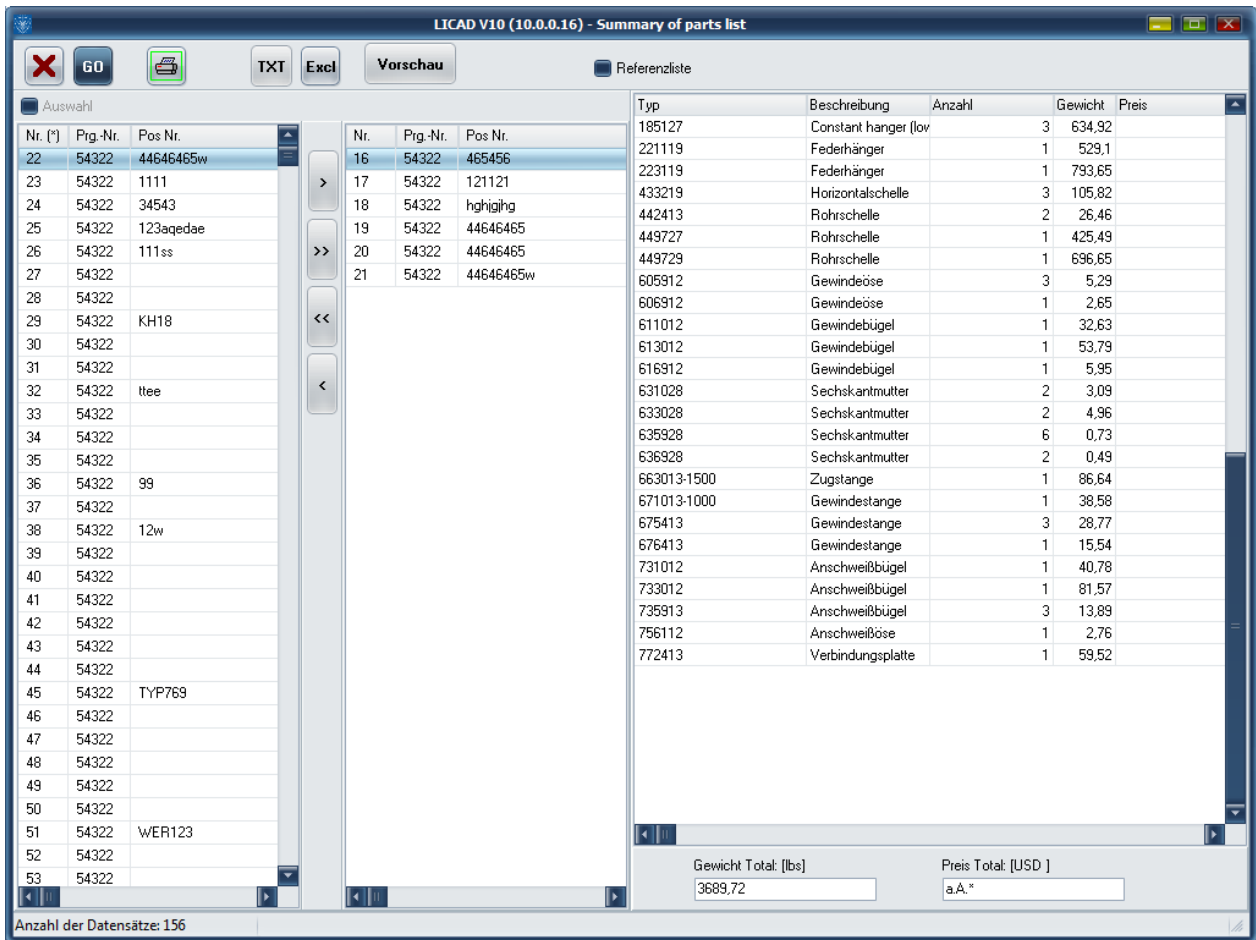 LICAD V10 (10.0.0.16) - Summary of parts list
GO TXT Excl Vorschau Referenzliste
Auswahl
Nr. (*) Prg.-Nr. Pos Nr.
22 54322 44646465w
23 54322 1111
24 54322 34543
25 54322 123aqedae
26 54322 111ss
27 54322
28 54322
29 54322 KH18
30 54322
31 54322
32 54322 ttee
33 54322
34 54322
35 54322
36 54322 99
37 54322
38 54322 12w
39 54322
40 54322
41 54322
42 54322
43 54322
44 54322
45 54322 TYP769
46 54322
47 54322
48 54322
49 54322
50 54322
51 54322 WER123
52 54322
53 54322
>
>>
<<
<
Nr. Prg.-Nr. Pos Nr.
16 54322 465456
17 54322 121121
18 54322 hghjgjhg
19 54322 44646465
20 54322 44646465
21 54322 44646465w
Typ Beschreibung Anzahl Gewicht Preis
185127 Constant hanger (lov 3 634,92
221119 Federhänger 1 529,1
223119 Federhänger 1 793,65
433219 Horizontalschelle 3 105,82
442413 Rohrschelle 2 26,46
449727 Rohrschelle 1 425,49
449729 Rohrschelle 1 696,65
605912 Gewindeöse 3 5,29
606912 Gewindeöse 1 2,65
611012 Gewindebügel 1 32,63
613012 Gewindebügel 1 53,79
616912 Gewindebügel 1 5,95
631028 Sechskantmutter 2 3,09
633028 Sechskantmutter 2 4,96
635928 Sechskantmutter 6 0,73
636928 Sechskantmutter 2 0,49
663013-1500 Zugstange 1 86,64
671013-1000 Gewindestange 1 38,58
675413 Gewindestange 3 28,77
676413 Gewindestange 1 15,54
731012 Anschweißbügel 1 40,78
733012 Anschweißbügel 1 81,57
735913 Anschweißbügel 3 13,89
756112 Anschweißöse 1 2,76
772413 Verbindungsplatte 1 59,52
Gewicht Total: [lbs] Preis Total: [USD ]
3689,72 a.A.*
Anzahl der Datensätze: 156